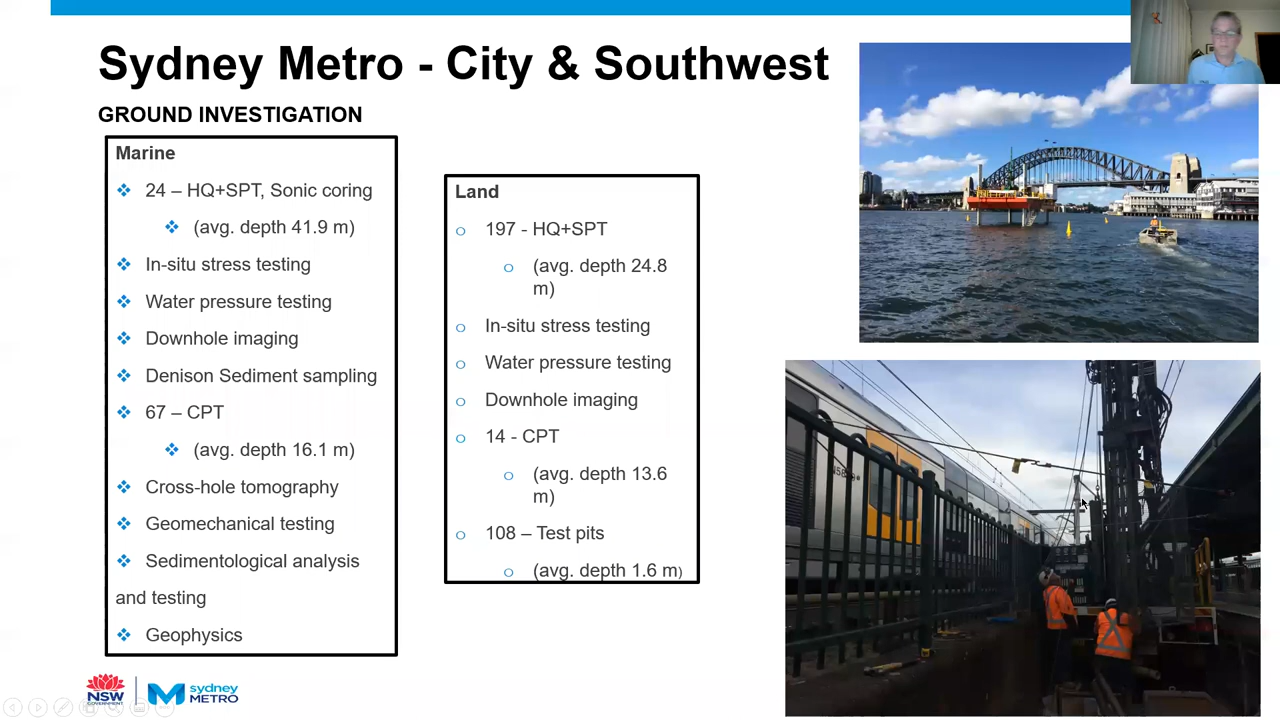 Sydney Metro - City & Southwest
GROUND INVESTIGATION
Marine
❖ 24 – HQ+SPT, Sonic coring
❖ (avg. depth 41.9 m)
❖ In-situ stress testing
❖ Water pressure testing
❖ Downhole imaging
❖ Denison Sediment sampling
❖ 67 – CPT
❖ (avg. depth 16.1 m)
❖ Cross-hole tomography
❖ Geomechanical testing
❖ Sedimentological analysis
and testing
❖ Geophysics
Land
o 197 - HQ+SPT
o (avg. depth 24.8
m)
o In-situ stress testing
o Water pressure testing
o Downhole imaging
o 14 - CPT
o (avg. depth 13.6
m)
o 108 – Test pits
o (avg. depth 1.6 m)
NSW
GOVERNMENT
sydney
METRO